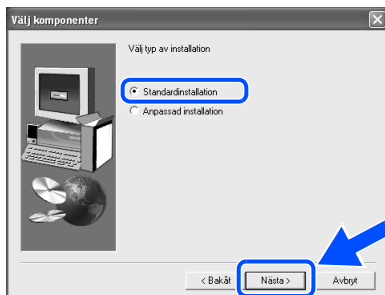 Välj komponenter
Välj typ av installation
Standardinstallation
Anpassad installation
< Bakåt
Nästa >
Avbryt